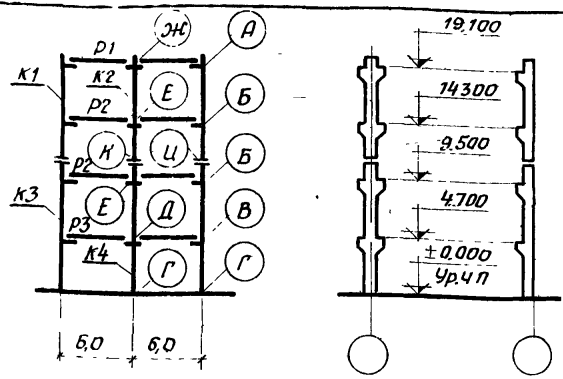 Ж
А
Р1
К1
К2
Е
Р2
Б
К
И
Р2
Б
К3
Е
Д
В
Р3
К4
Г
Г
6,0
6,0
19,100
14300
9,500
4.700
± 0,000
Ур.ч П